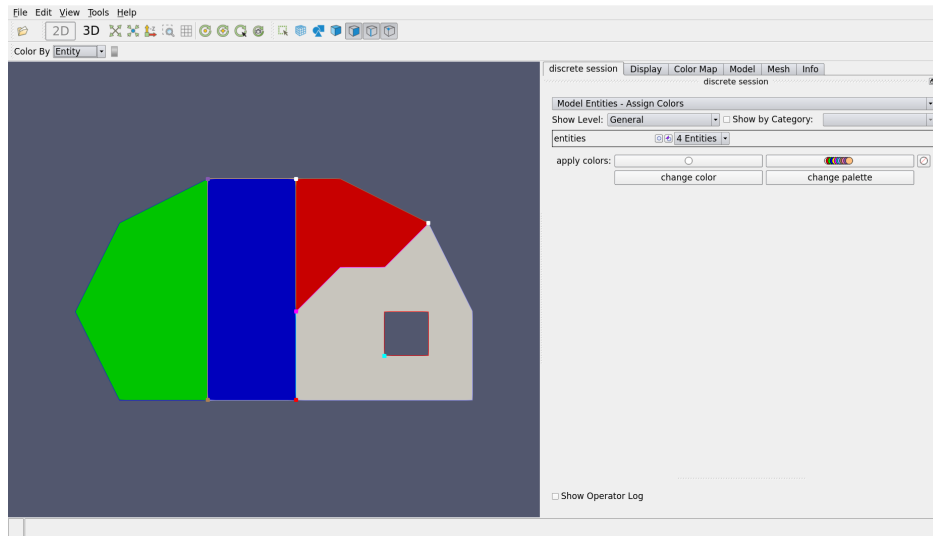 File Edit View Tools Help
2D 3D
Color By Entity
discrete session Display Color Map Model Mesh Info
discrete session
Model Entities - Assign Colors
Show Level: General Show by Category:
entities 4 Entities
apply colors:
change color change palette
Show Operator Log